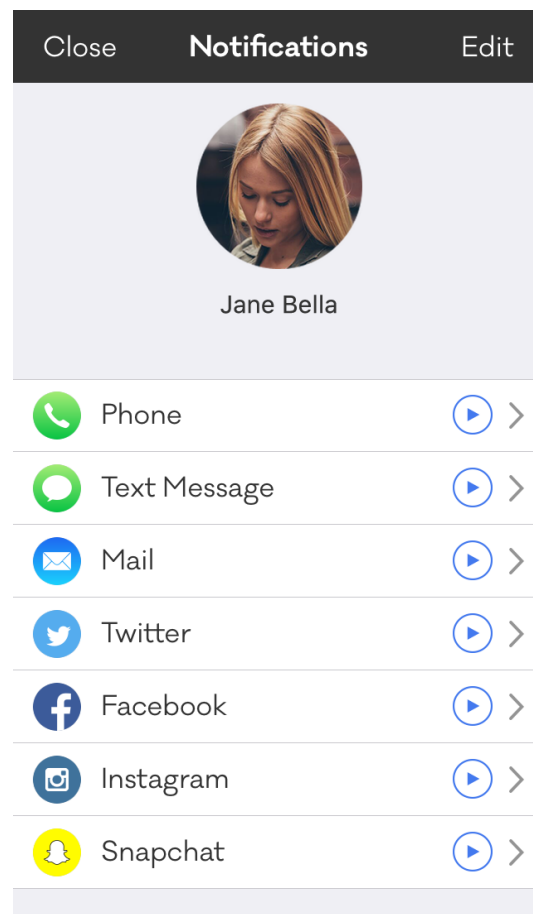 Close Notifications Edit
Jane Bella
Phone
Text Message
Mail
Twitter
Facebook
Instagram
Snapchat